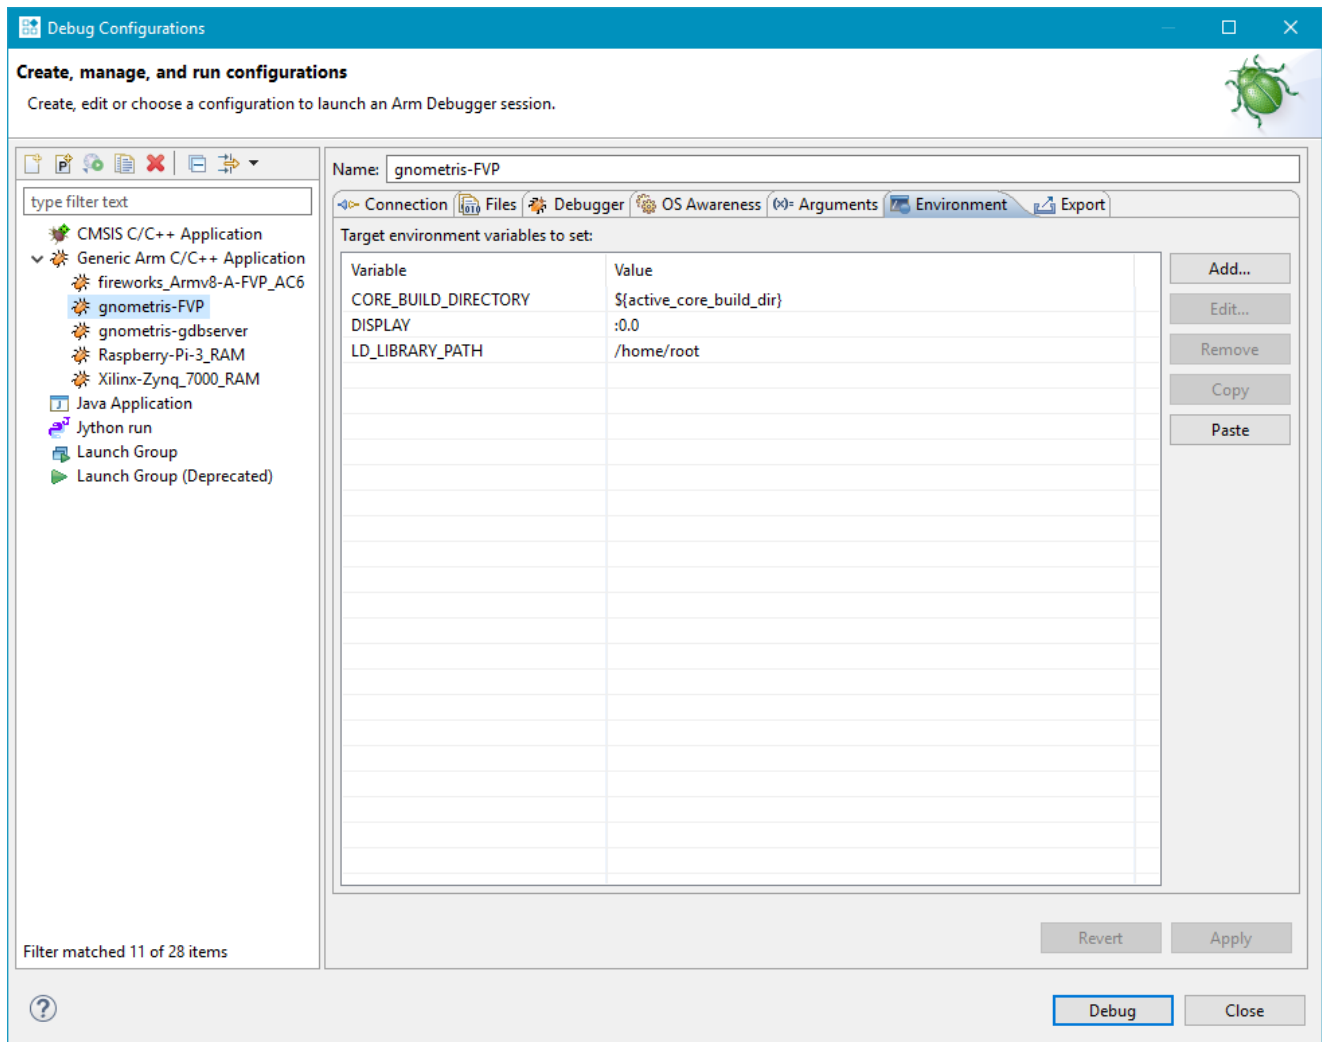 Debug Configurations
Create, manage, and run configurations
Create, edit or choose a configuration to launch an Arm Debugger session.
type filter text
CMSIS C/C++ Application
Generic Arm C/C++ Application
fireworks_Armv8-A-FVP_AC6
gnometris-FVP
gnometris-gdbserver
Raspberry-Pi-3_RAM
Xilinx-Zynq_7000_RAM
Java Application
Jython run
Launch Group
Launch Group (Deprecated)
Filter matched 11 of 28 items
Name: gnometris-FVP
Connection Files Debugger OS Awareness (x)= Arguments Environment Export
Target environment variables to set:
Variable Value
CORE_BUILD_DIRECTORY ${active_core_build_dir}
DISPLAY :0.0
LD_LIBRARY_PATH /home/root
Add...
Edit...
Remove
Copy
Paste
Revert Apply
? Debug Close